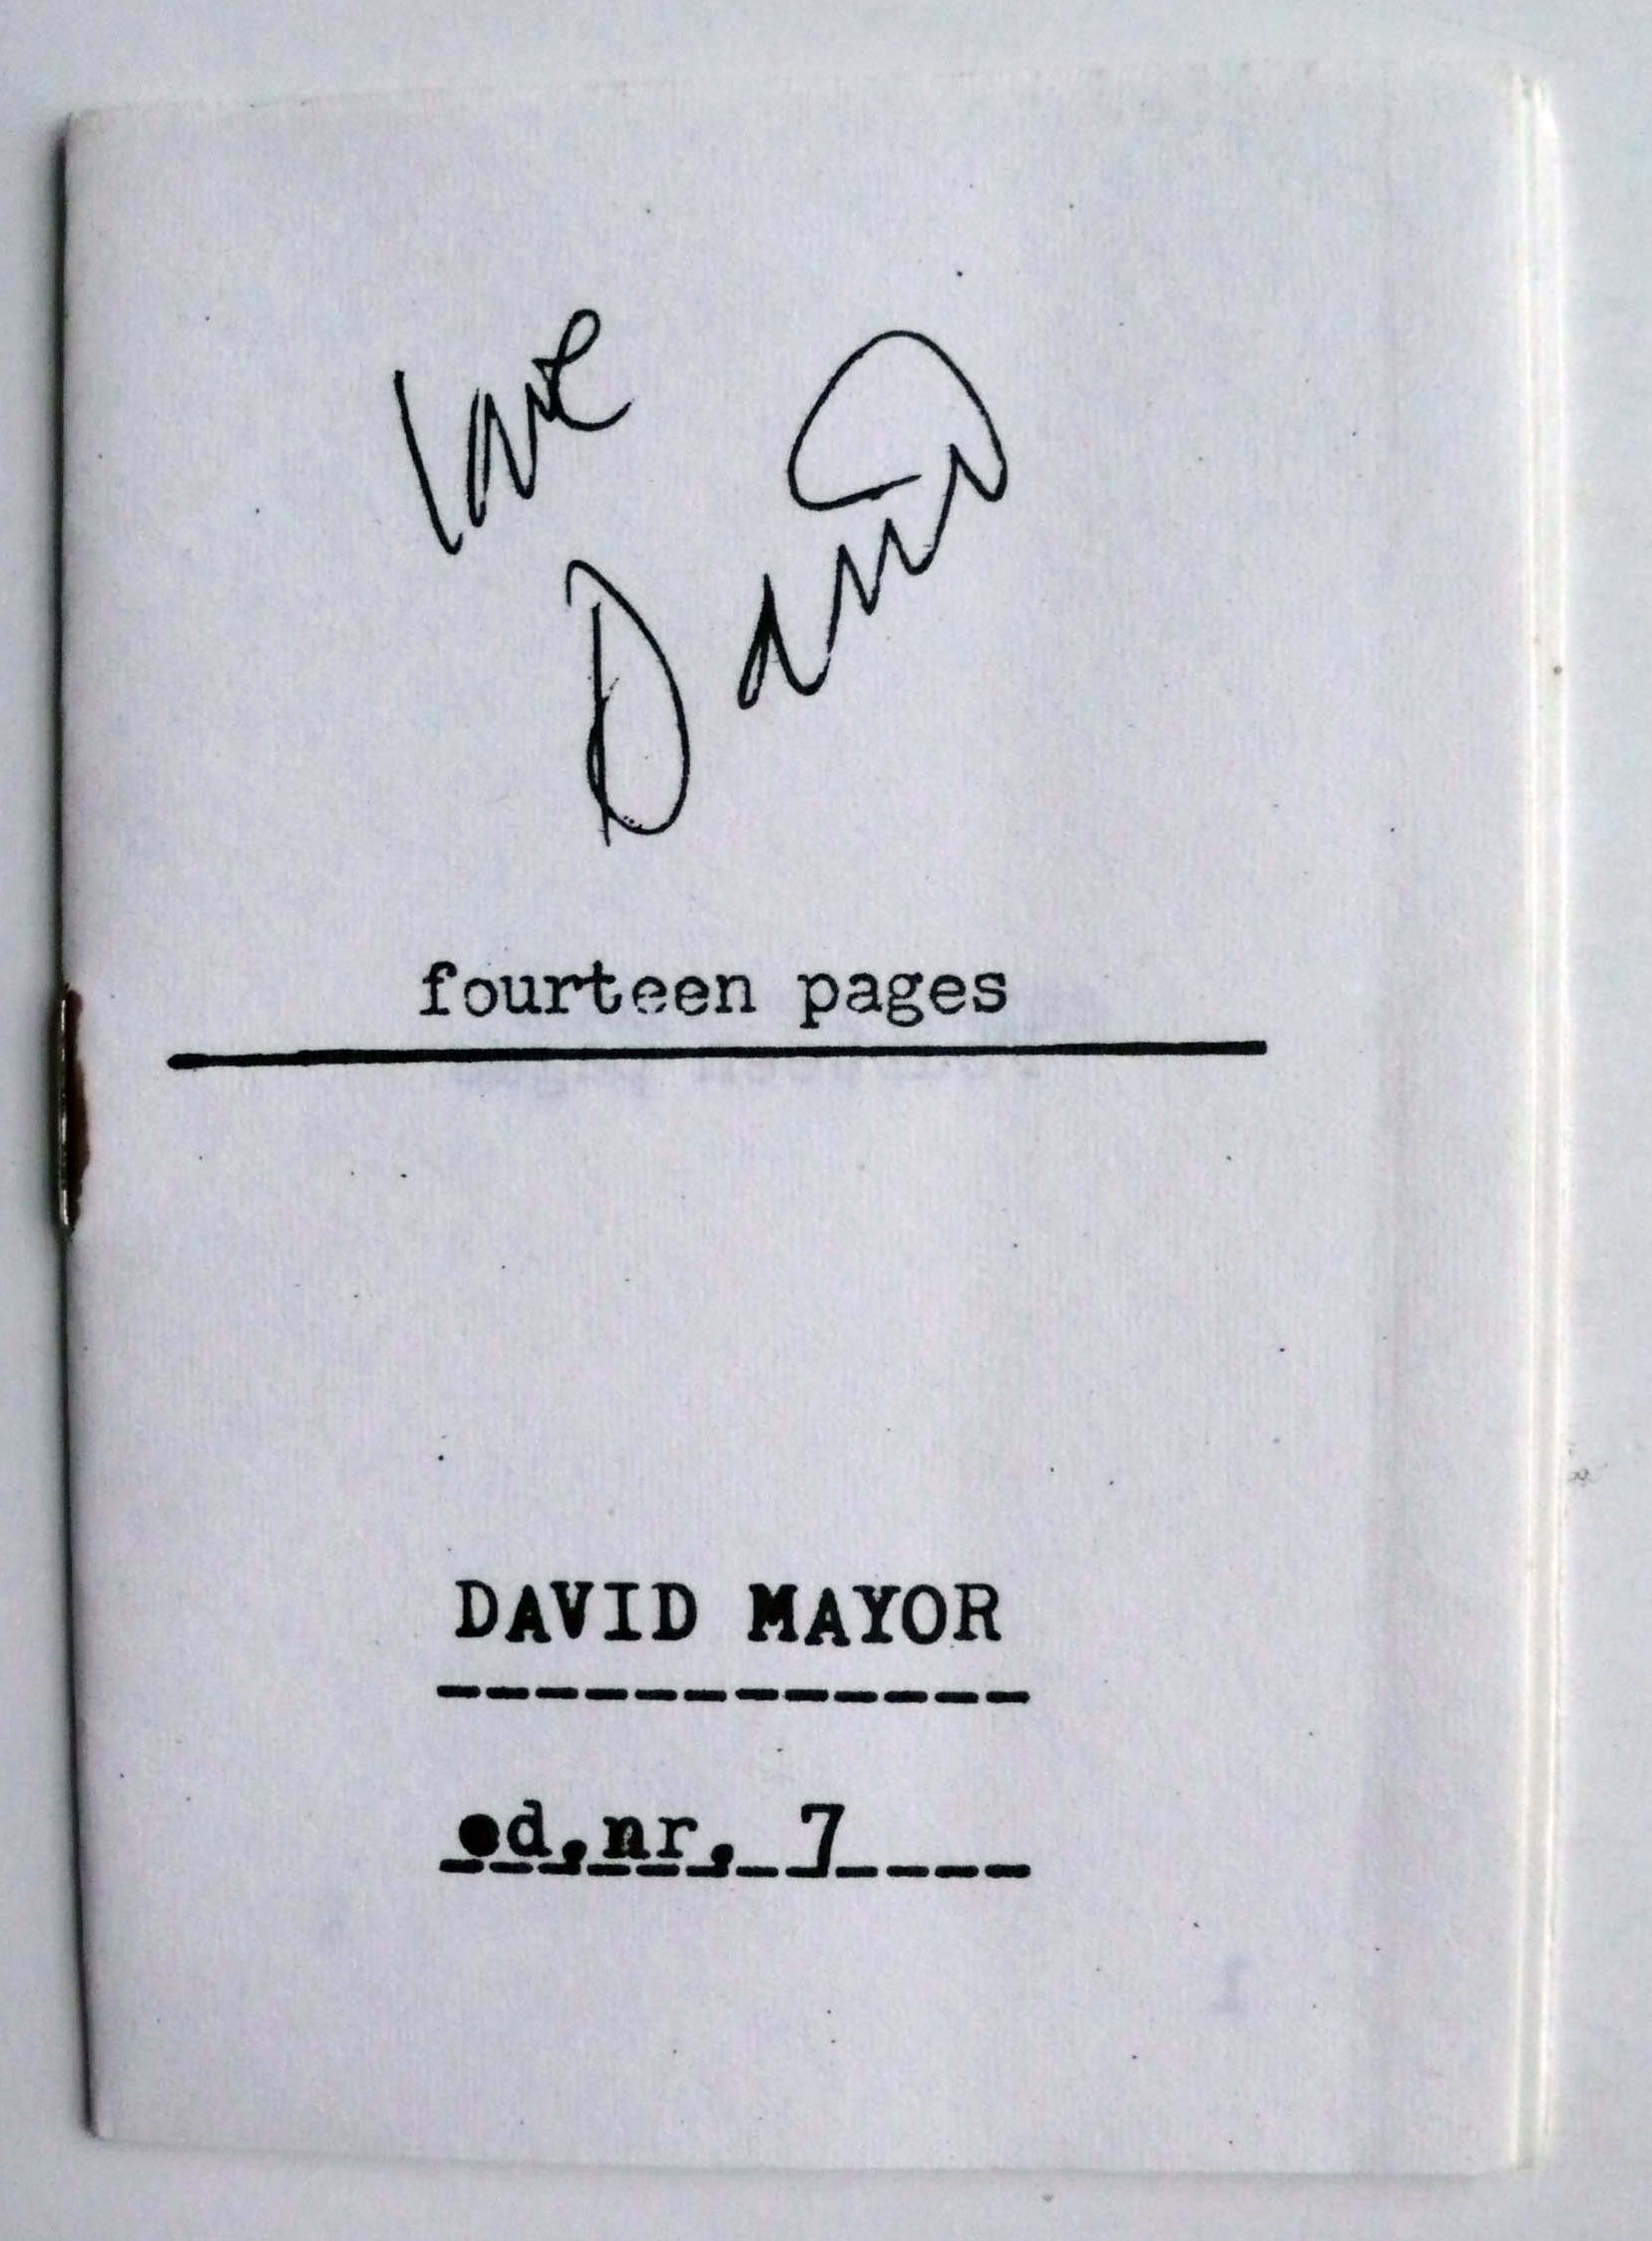 love
David
fourteen pages
DAVID MAYOR
ed.nr. 7